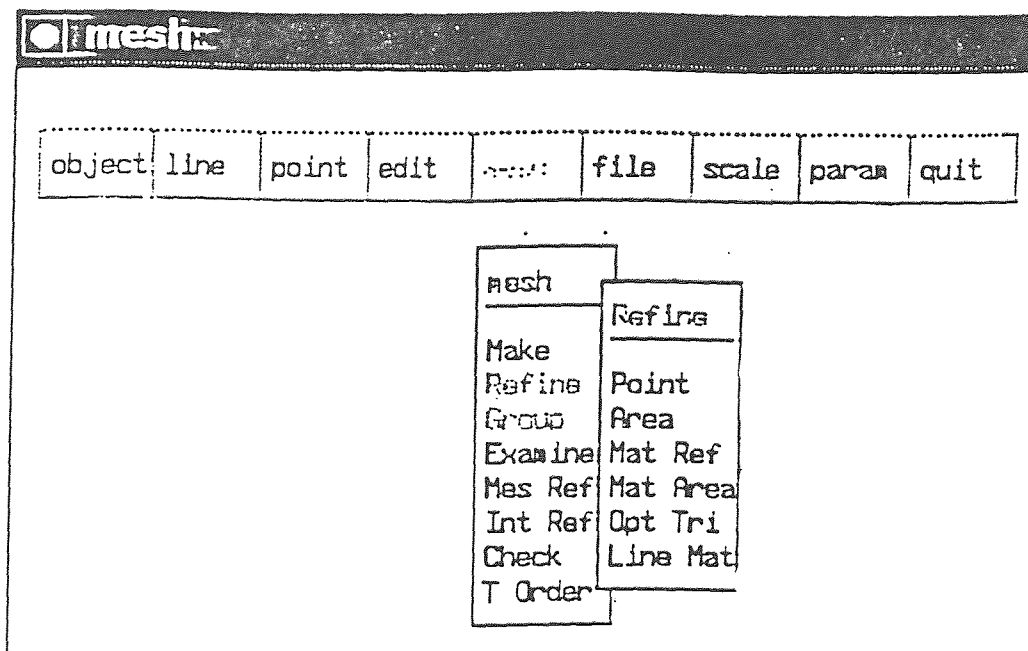 mesh
object line point edit file scale param quit
mesh
Make
Refine
Group
Examine
Mes Ref
Int Ref
Check
T Order
Refine
Point
Area
Mat Ref
Mat Area
Opt Tri
Line Mat